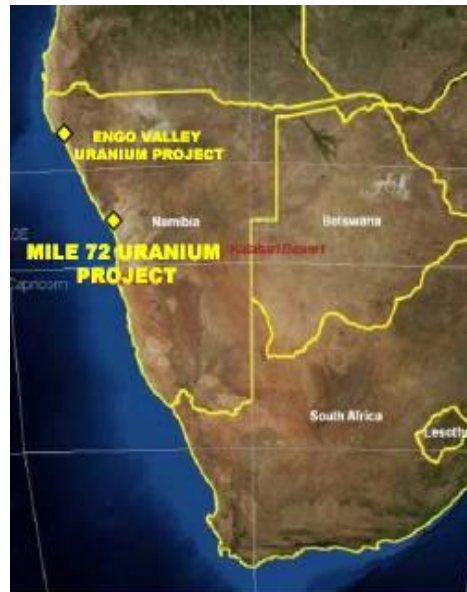 ENGO VALLEY
URANIUM PROJECT
Namibia
Botswana
Kalahari Desert
MILE 72 URANIUM
PROJECT
Capricorn
South Africa
Lesotho